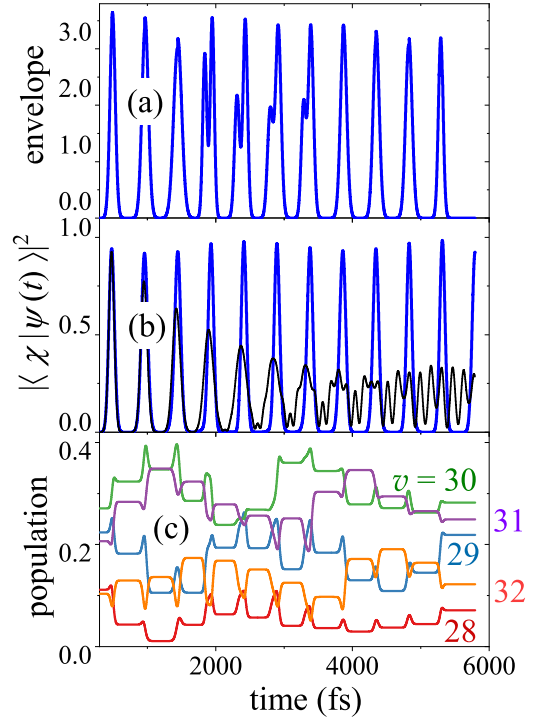 3.0
2.0
1.0
0.0
envelope
(a)
1.0
0.5
0.0
|⟨ χ | ψ (t) ⟩|²
(b)
0.4
0.2
0.0
population
(c)
v = 30
31
29
32
28
2000
4000
6000
time (fs)